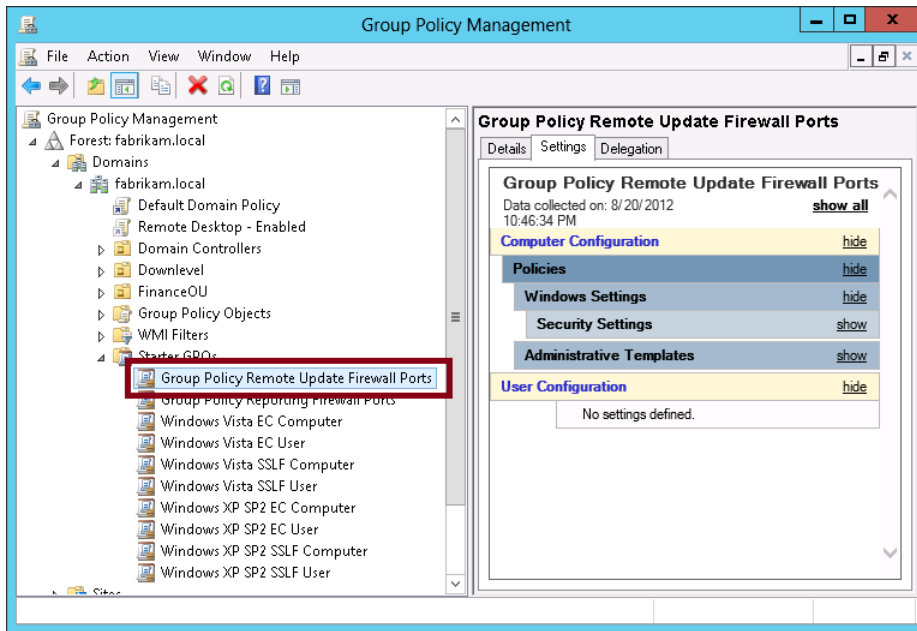 Group Policy Management
File Action View Window Help
Group Policy Management
Forest: fabrikam.local
Domains
fabrikam.local
Default Domain Policy
Remote Desktop - Enabled
Domain Controllers
Downlevel
FinanceOU
Group Policy Objects
WMI Filters
Starter GPOs
Group Policy Remote Update Firewall Ports
Group Policy Reporting Firewall Ports
Windows Vista EC Computer
Windows Vista EC User
Windows Vista SSLF Computer
Windows Vista SSLF User
Windows XP SP2 EC Computer
Windows XP SP2 EC User
Windows XP SP2 SSLF Computer
Windows XP SP2 SSLF User
Sites
Group Policy Remote Update Firewall Ports
Details Settings Delegation
Group Policy Remote Update Firewall Ports
Data collected on: 8/20/2012 show all
10:46:34 PM
Computer Configuration hide
Policies hide
Windows Settings hide
Security Settings show
Administrative Templates show
User Configuration hide
No settings defined.